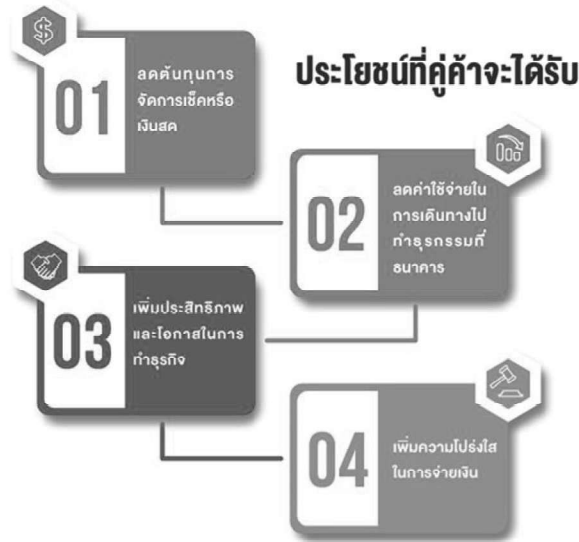 ประโยชน์ที่คู่ค้าจะได้รับ
01
ลดต้นทุนการ
จัดการเช็คหรือ
เงินสด
02
ลดค่าใช้จ่ายใน
การเดินทางไป
ทำธุรกรรมที่
ธนาคาร
03
เพิ่มประสิทธิภาพ
และโอกาสในการ
ทำธุรกิจ
04
เพิ่มความโปร่งใส
ในการจ่ายเงิน